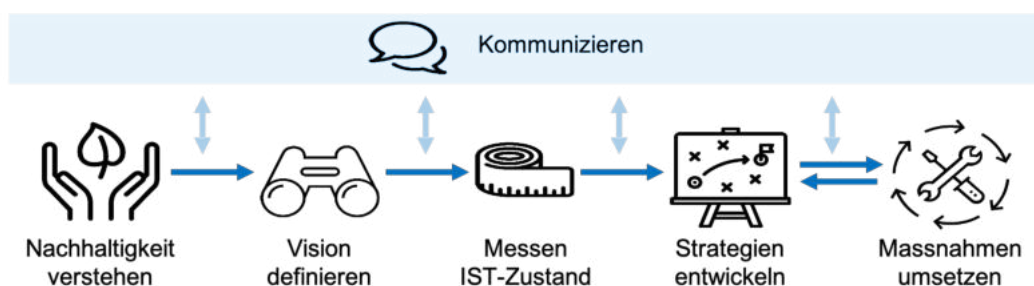 Kommunizieren
Nachhaltigkeit
verstehen
Vision
definieren
Messen
IST-Zustand
Strategien
entwickeln
Massnahmen
umsetzen